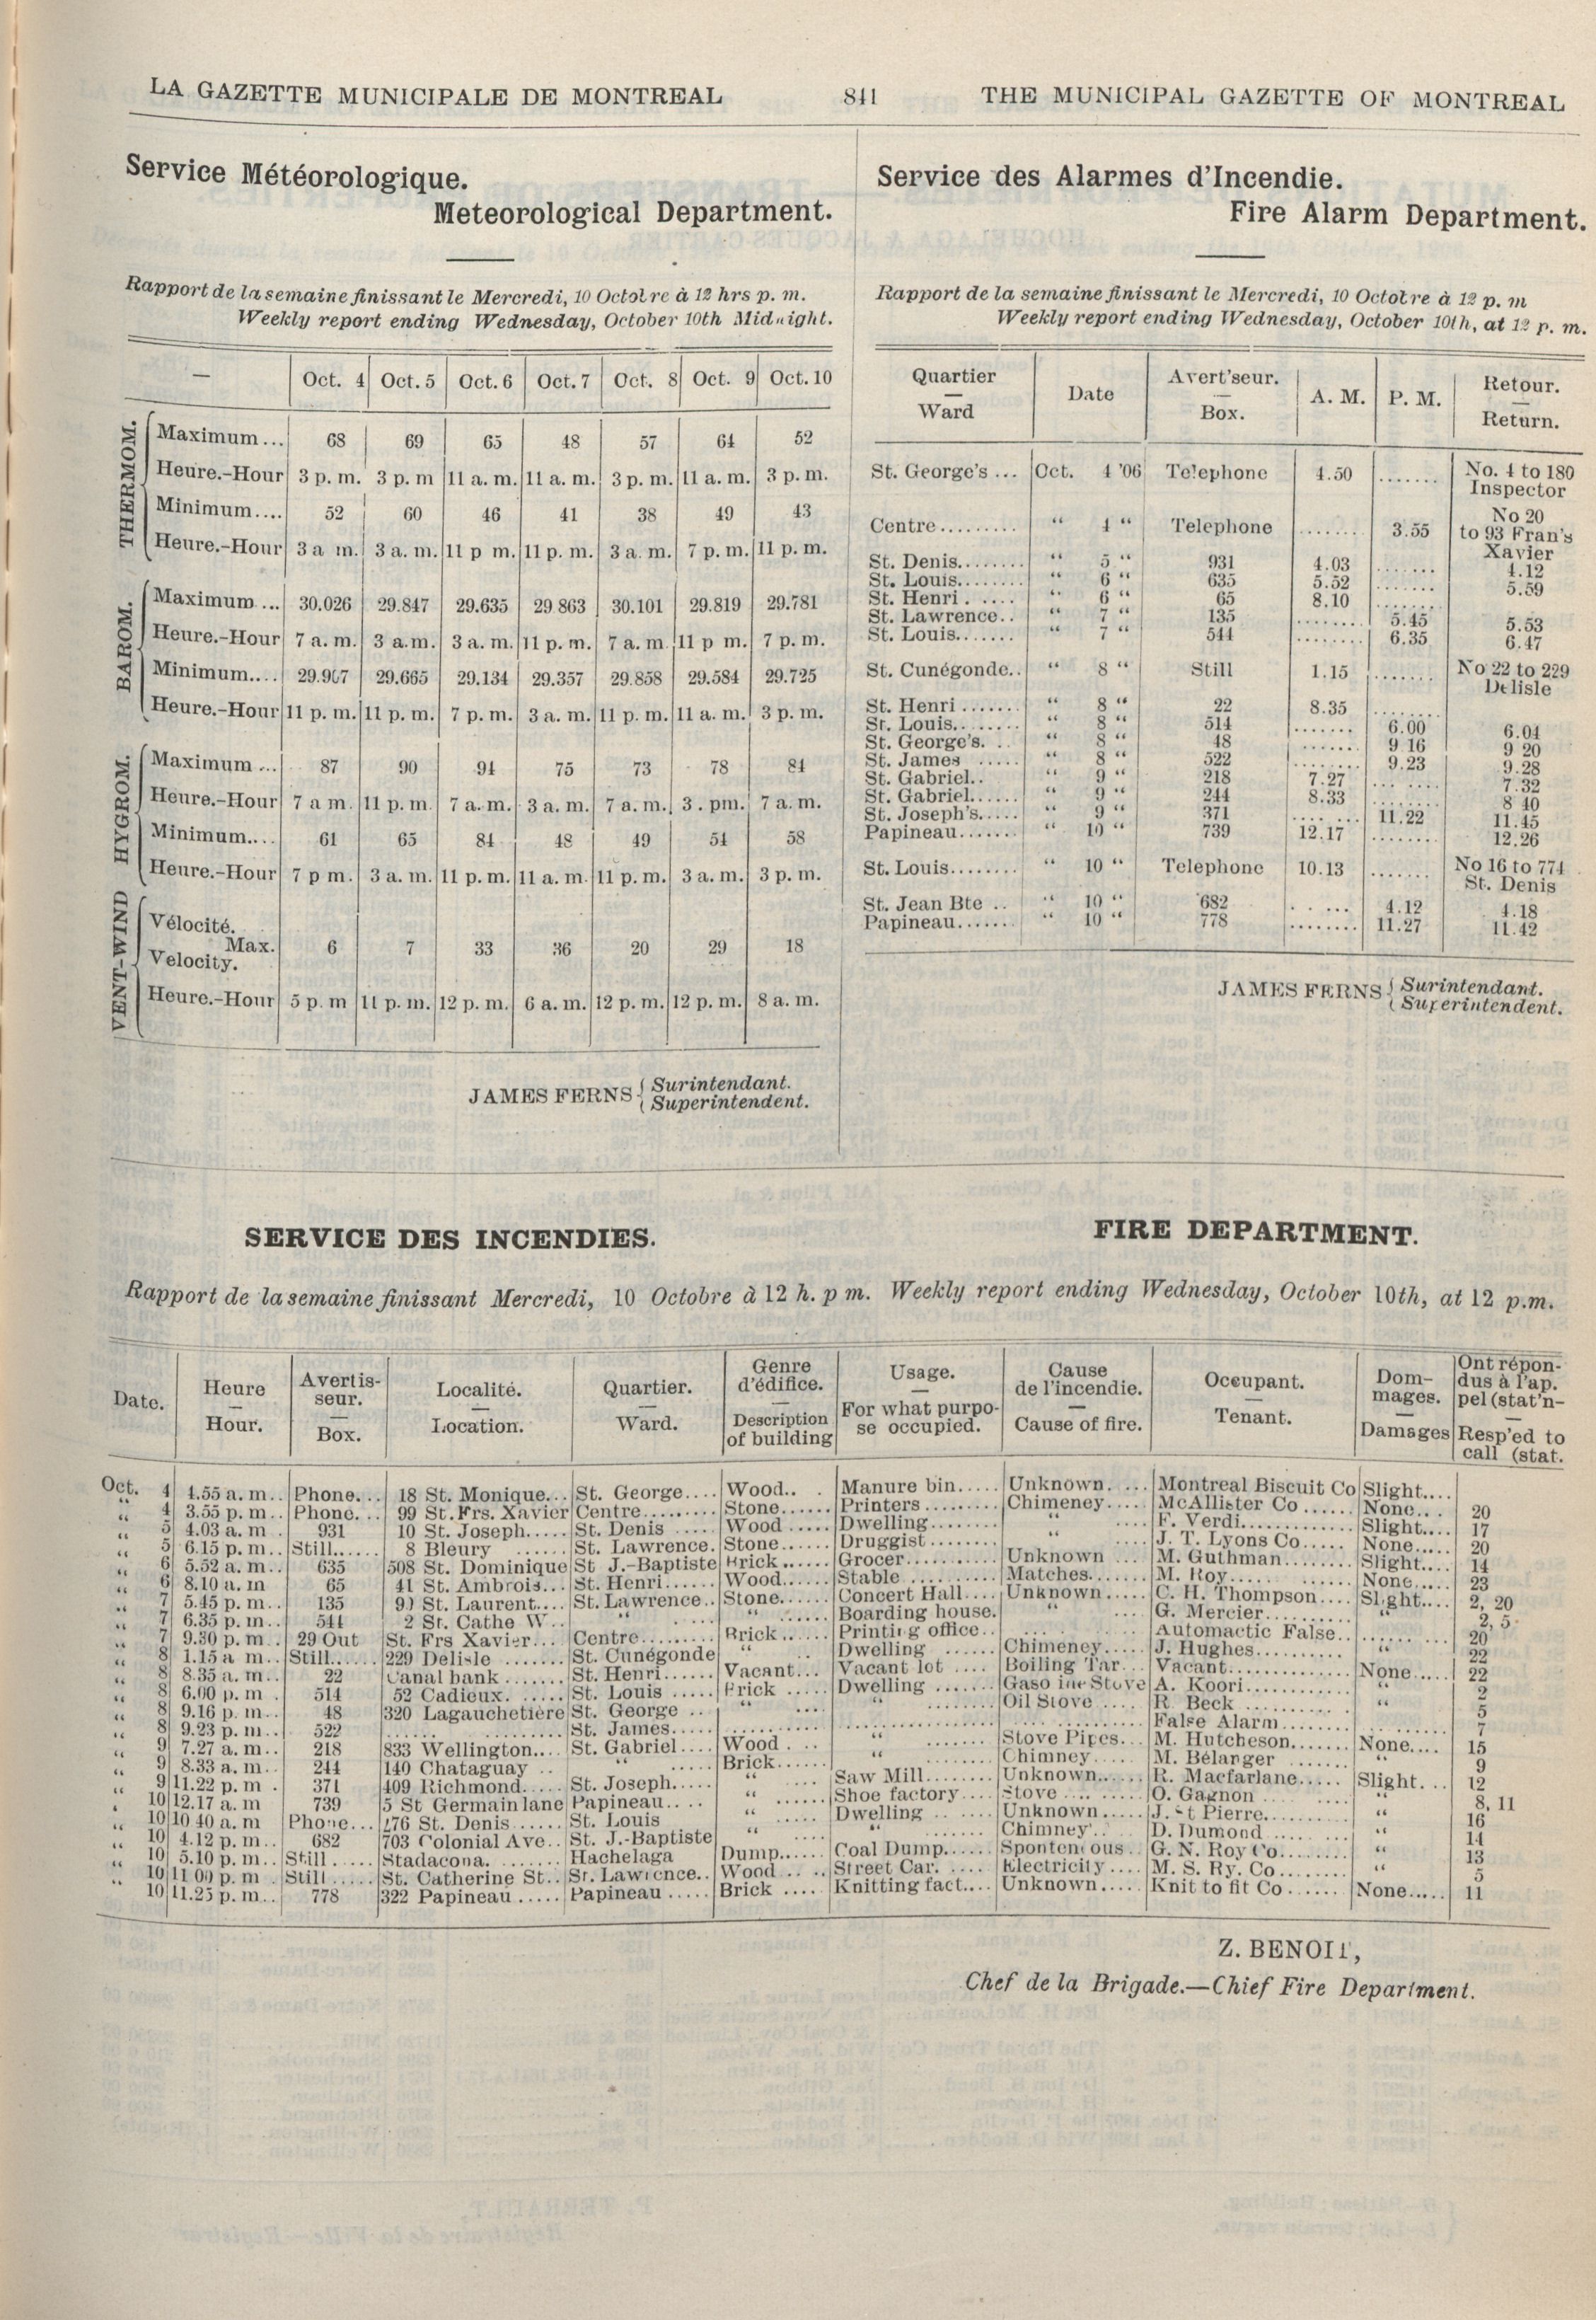 LA GAZETTE MUNICIPALE DE MONTREAL 841 THE MUNICIPAL GAZETTE OF MONTREAL
Service Météorologique.
Meteorological Department.
Rapport de la semaine finissant le Mercredi, 10 Octobre à 12 hrs p. m.
Weekly report ending Wednesday, October 10th Midnight.
— Oct. 4 Oct. 5 Oct. 6 Oct. 7 Oct. 8 Oct. 9 Oct. 10
THERMOM.
Maximum... 68 69 65 48 57 64 52
Heure.-Hour 3 p. m. 3 p. m 11 a. m. 11 a. m. 3 p. m. 11 a. m. 3 p. m.
Minimum.... 52 60 46 41 38 49 43
Heure.-Hour 3 a m. 3 a. m. 11 p m. 11 p. m. 3 a. m. 7 p. m. 11 p. m.
BAROM.
Maximum ... 30.026 29.847 29.635 29 863 30.101 29.819 29.781
Heure.-Hour 7 a. m. 3 a.m. 3 a. m. 11 p. m. 7 a. m 11 p m. 7 p. m.
Minimum.... 29.907 29.665 29.134 29.357 29.858 29.584 29.725
Heure.-Hour 11 p. m. 11 p. m. 7 p. m. 3 a. m. 11 p. m. 11 a. m. 3 p. m.
HYGROM.
Maximum ... 87 90 94 75 73 78 84
Heure.-Hour 7 a m. 11 p. m. 7 a. m. 3 a. m. 7 a. m. 3 . pm. 7 a. m.
Minimum.... 61 65 84 48 49 54 58
Heure.-Hour 7 p m. 3 a. m. 11 p. m. 11 a. m. 11 p. m. 3 a. m. 3 p. m.
VENT-WIND
Vélocité.
Max. 6 7 33 36 20 29 18
Velocity.
Heure.-Hour 5 p. m 11 p. m. 12 p. m. 6 a. m. 12 p. m. 12 p. m. 8 a. m.
JAMES FERNS { Surintendant.
Superintendent.
Service des Alarmes d'Incendie.
Fire Alarm Department.
Rapport de la semaine finissant le Mercredi, 10 Octobre à 12 p. m
Weekly report ending Wednesday, October 10th, at 12 p. m.
Quartier — Ward Date Avert'seur. — Box. A. M. P. M. Retour. — Return.
St. George's ... Oct. 4 '06 Telephone 4.50 ....... No. 4 to 180
Inspector
Centre......... " 4 " Telephone ........ 3.55 No 20
to 93 Fran's
Xavier
St. Denis........ " 5 " 931 4.03 ....... 4.12
St. Louis........ " 6 " 635 5.52 ....... 5.59
St. Henri . .... " 6 " 65 8.10 ........
St. Lawrence.. " 7 " 135 ........ 5.45 5.53
St. Louis....... " 7 " 544 ........ 6.35 6.47
St. Cunégonde.. " 8 " Still 1.15 ....... No 22 to 229
Delisle
St. Henri ....... " 8 " 22 8.35 ........
St. Louis........ " 8 " 514 ....... 6.00 6.04
St. George's. .. " 8 " 48 ....... 9 16 9 20
St. James ..... " 8 " 522 ........ 9.23 9.28
St. Gabriel.. " 9 " 218 7.27 ... .... 7.32
St. Gabriel...... " 9 " 244 8.33 ........ 8 40
St. Joseph's..... " 9 " 371 .... ... 11.22 11.45
Papineau....... " 10 " 739 12.17 ....... 12.26
St. Louis........ " 10 " Telephone 10.13 ....... No 16 to 774
St. Denis
St. Jean Bte .. " 10 " 682 . . ... 4.12 4.18
Papineau....... " 10 " 778 ........ 11.27 11.42
JAMES FERNS { Surintendant.
Superintendent.
SERVICE DES INCENDIES. FIRE DEPARTMENT.
Rapport de la semaine finissant Mercredi, 10 Octobre à 12 h. p m. Weekly report ending Wednesday, October 10th, at 12 p.m.
Date. Heure — Hour. Avertis-seur. — Box. Localité. — Location. Quartier. — Ward. Genre d'édifice. — Description of building Usage. — For what purpo-se occupied. Cause de l'incendie. — Cause of fire. Occupant. — Tenant. Dom-mages. — Damages Ont répon-dus à l'ap. pel (stat'n- — Resp'ed to call (stat.
Oct. 4 4.55 a. m.. Phone... 18 St. Monique... St. George.... Wood.. . Manure bin..... Unknown. ... Montreal Biscuit Co Slight....
" 4 3.55 p. m.. Phone... 99 St. Frs. Xavier Centre......... Stone...... Printers ......... Chimeney..... McAllister Co ...... None... 20
" 5 4.03 a. m . 931 10 St. Joseph..... St. Denis ..... Wood ..... Dwelling........ " .... F. Verdi............. Slight.... 17
" 5 6.15 p. m.. Still...... 8 Bleury ...... St. Lawrence. Stone...... Druggist........ " .... J. T. Lyons Co..... None..... 20
" 6 5.52 a. m.. 635 508 St. Dominique St J.-Baptiste Brick...... Grocer........... Unknown ... M. Guthman........ Slight.... 14
" 6 8.10 a. m 65 41 St. Ambrois... St. Henri...... Wood...... Stable .......... Matches....... M. Roy..... ...... None..... 23
" 7 5.45 p. m.. 135 St. Laurent.... St. Lawrence.. Stone...... Concert Hall.... Unknown..... C. H. Thompson.... Slight.... 2, 20
" 7 6.35 p. m.. 544 2 St. Cathe W.. " .... " ...... Boarding house. " ... G. Mercier.......... " 2, 5
" 7 9.30 p. m.. 29 Out St. Frs Xavier... Centre......... Brick...... Printing office.. ... Automactic False.. ...... ... 20
" 8 1.15 a m.. Still...... 229 Delisle ....... St. Cunégonde " .. Dwelling ...... Chimeney..... J. Hughes.......... " 22
" 8 8.35 a. m.. 22 Canal bank ....... St. Henri...... Vacant... Vacant lot .... Boiling Tar... Vacant............. None..... 22
" 8 6.00 p. m . 514 52 Cadieux. ..... St. Louis ..... Brick ..... Dwelling ....... Gasoline Stove A. Koori............ " 2
" 8 9.16 p. m.. 48 320 Lagauchetière St. George .. " .... " ........ Oil Stove .... R. Beck .......... . " 5
" 8 9.23 p. m.. 522 ...... .......... St. James..... .......... ................. ... .......... False Alarm........ .. ....... 7
" 9 7.27 a. m.. 218 833 Wellington.... St. Gabriel.... Wood . .. " ....... Stove Pipes... M. Hutcheson....... None.... 15
" 9 8.33 a. m.. 244 140 Chataguay .. " ..... Brick...... " ........ Chimney..... M. Bélanger ....... " 9
" 9 11.22 p. m . 371 409 Richmond..... St. Joseph..... " .... Saw Mill........ Unknown...... R. Macfarlane..... Slight. .. 12
" 10 12.17 a. m 739 5 St Germain lane Papineau.... " ..... Shoe factory.... Stove .... ..... O. Gagnon .... .... " 8, 11
" 10 10 40 a. m Phone... 276 St. Denis...... St. Louis " .... Dwelling .. .... Unknown ..... J. St Pierre......... " 16
" 10 4.12 p. m.. 682 703 Colonial Ave.. St. J.-Baptiste " .... " ...... Chimney.. . D. Dumond ..... ... " 14
" 10 5.10 p. m.. Still ..... Stadacona. ....... Hachelaga Dump...... Coal Dump..... Spontenious.. G. N. Roy Co........ " 13
" 10 11 00 p. m . Still ..... St. Catherine St.. St. Lawrence.. Wood .. .. Street Car. .... Electricity .... M. S. Ry. Co........ " 5
10 11.25 p. m... 778 322 Papineau ..... Papineau ..... Brick .... Knitting fact.... Unknown..... Knit to fit Co...... None..... 11
Z. BENOIT,
Chef de la Brigade.—Chief Fire Department.